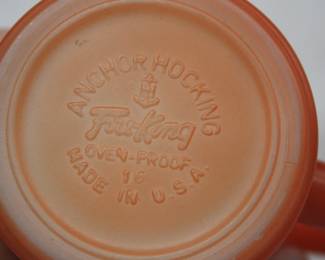 ANCHOR HOCKING
Fire-King
OVEN-PROOF
16
MADE IN U.S.A.